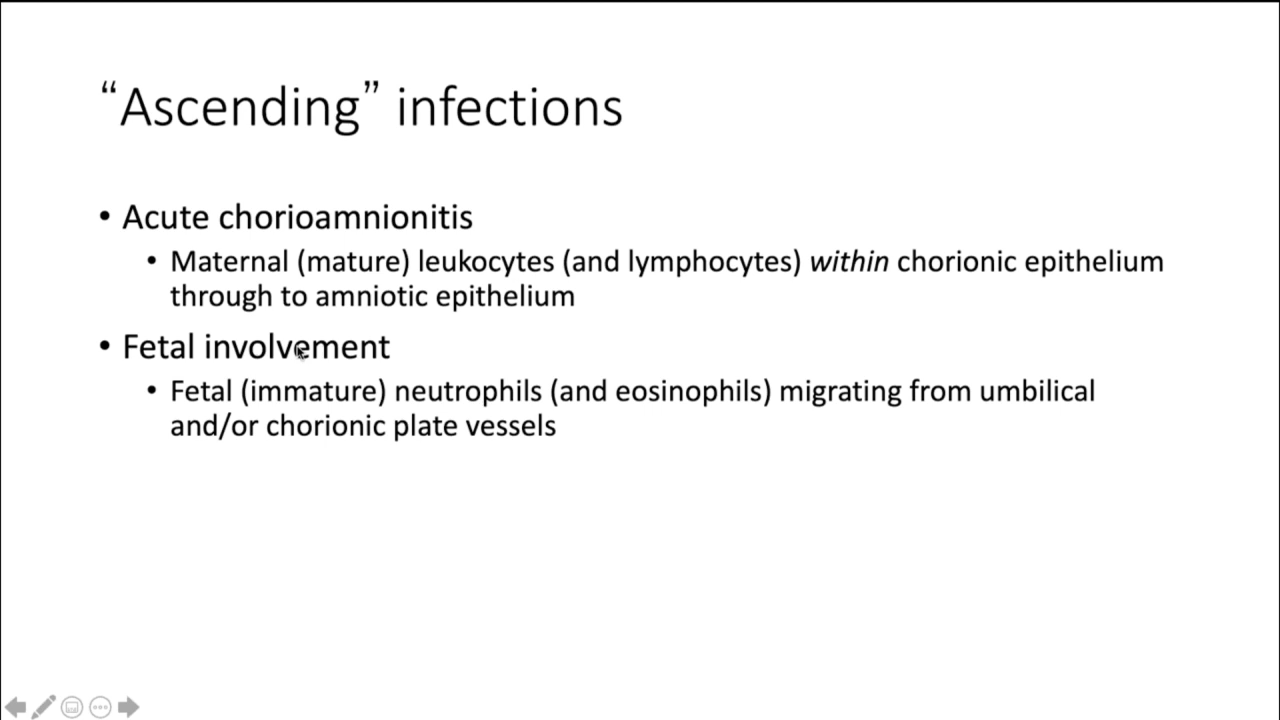 “Ascending” infections
• Acute chorioamnionitis
• Maternal (mature) leukocytes (and lymphocytes) within chorionic epithelium
through to amniotic epithelium
• Fetal involvement
• Fetal (immature) neutrophils (and eosinophils) migrating from umbilical
and/or chorionic plate vessels